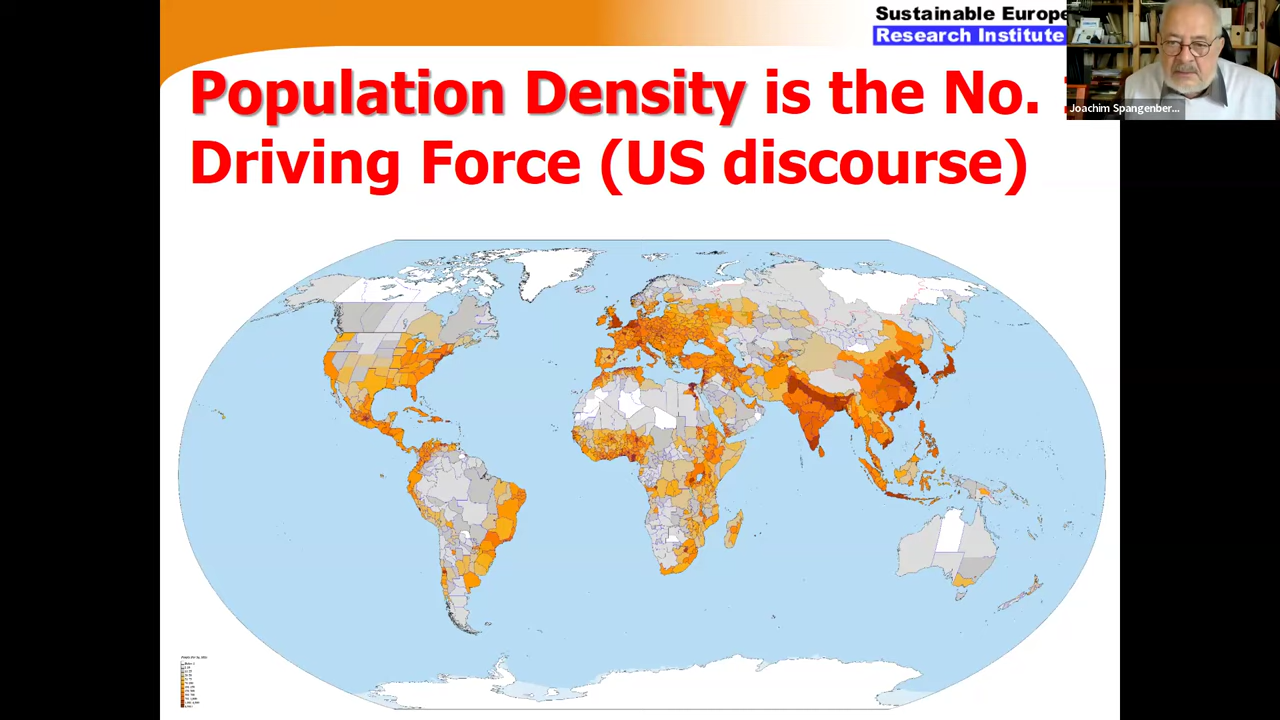 Sustainable Europe
Research Institute
Population Density is the No.
Driving Force (US discourse)
Joachim Spangenber...